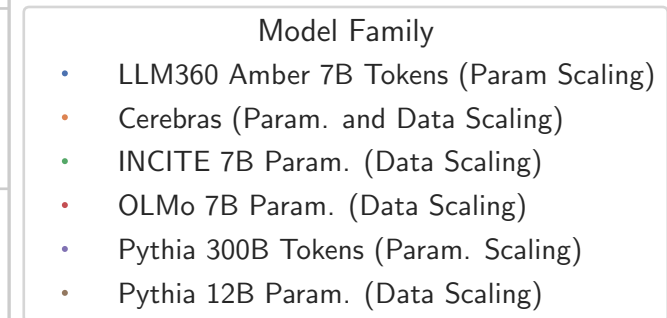 Model Family
LLM360 Amber 7B Tokens (Param Scaling)
Cerebras (Param. and Data Scaling)
INCITE 7B Param. (Data Scaling)
OLMo 7B Param. (Data Scaling)
Pythia 300B Tokens (Param. Scaling)
Pythia 12B Param. (Data Scaling)